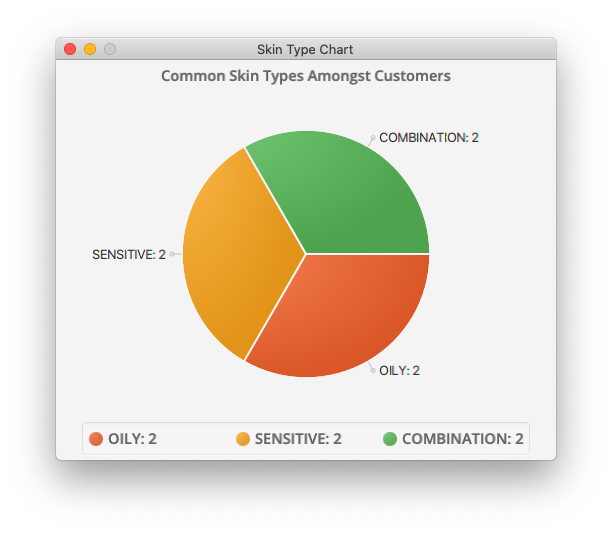 Skin Type Chart
Common Skin Types Amongst Customers
COMBINATION: 2
SENSITIVE: 2
OILY: 2
OILY: 2 SENSITIVE: 2 COMBINATION: 2